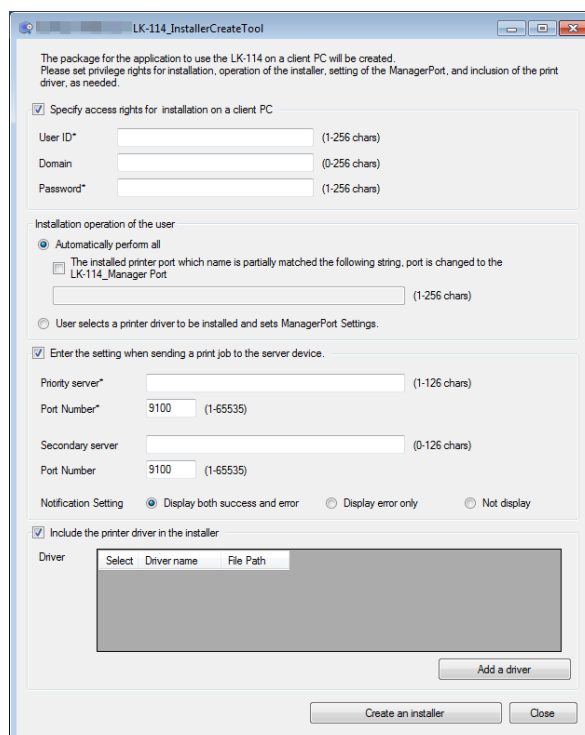 LK-114_InstallerCreateTool
The package for the application to use the LK-114 on a client PC will be created.
Please set privilege rights for installation, operation of the installer, setting of the ManagerPort, and inclusion of the print
driver, as needed.
Specify access rights for installation on a client PC
User ID* (1-256 chars)
Domain (0-256 chars)
Password* (1-256 chars)
Installation operation of the user
Automatically perform all
The installed printer port which name is partially matched the following string, port is changed to the
LK-114_Manager Port
(1-256 chars)
User selects a printer driver to be installed and sets ManagerPort Settings.
Enter the setting when sending a print job to the server device.
Priority server* (1-126 chars)
Port Number* 9100 (1-65535)
Secondary server (0-126 chars)
Port Number 9100 (1-65535)
Notification Setting Display both success and error Display error only Not display
Include the printer driver in the installer
Driver Select Driver name File Path
Add a driver
Create an installer Close